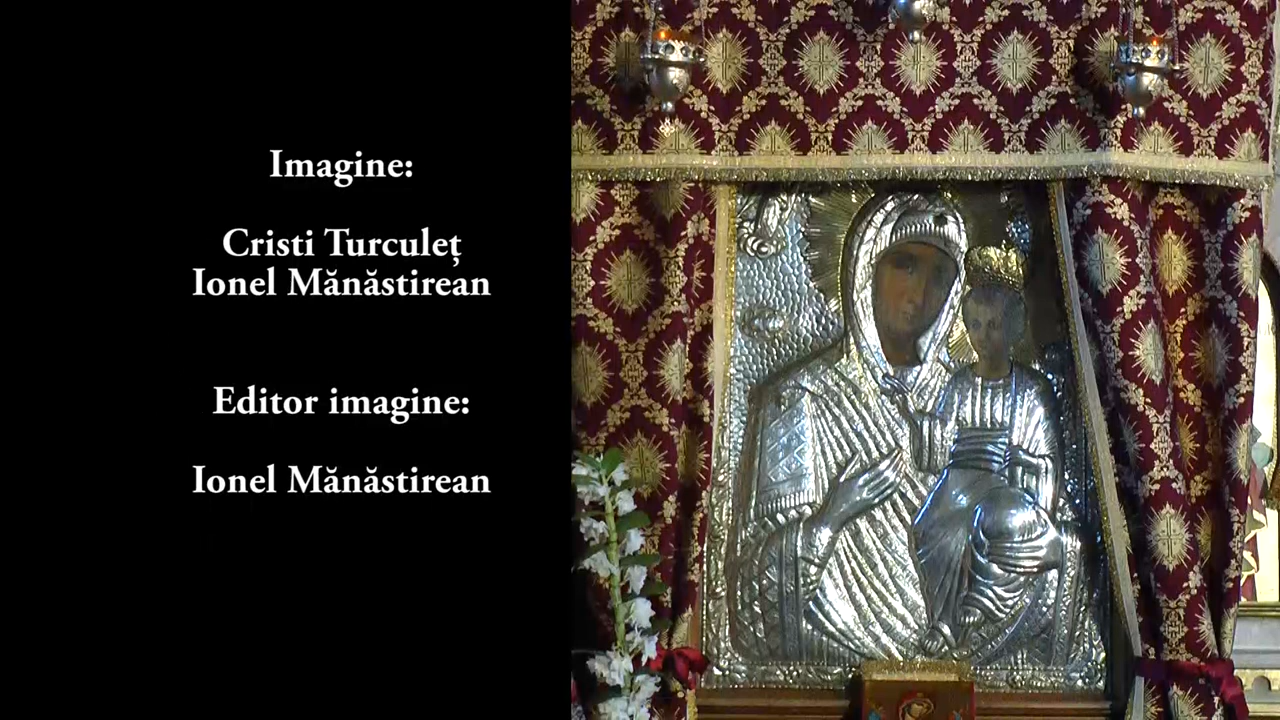 Imagine:
Cristi Turculeț
Ionel Mănăstirean
Editor imagine:
Ionel Mănăstirean